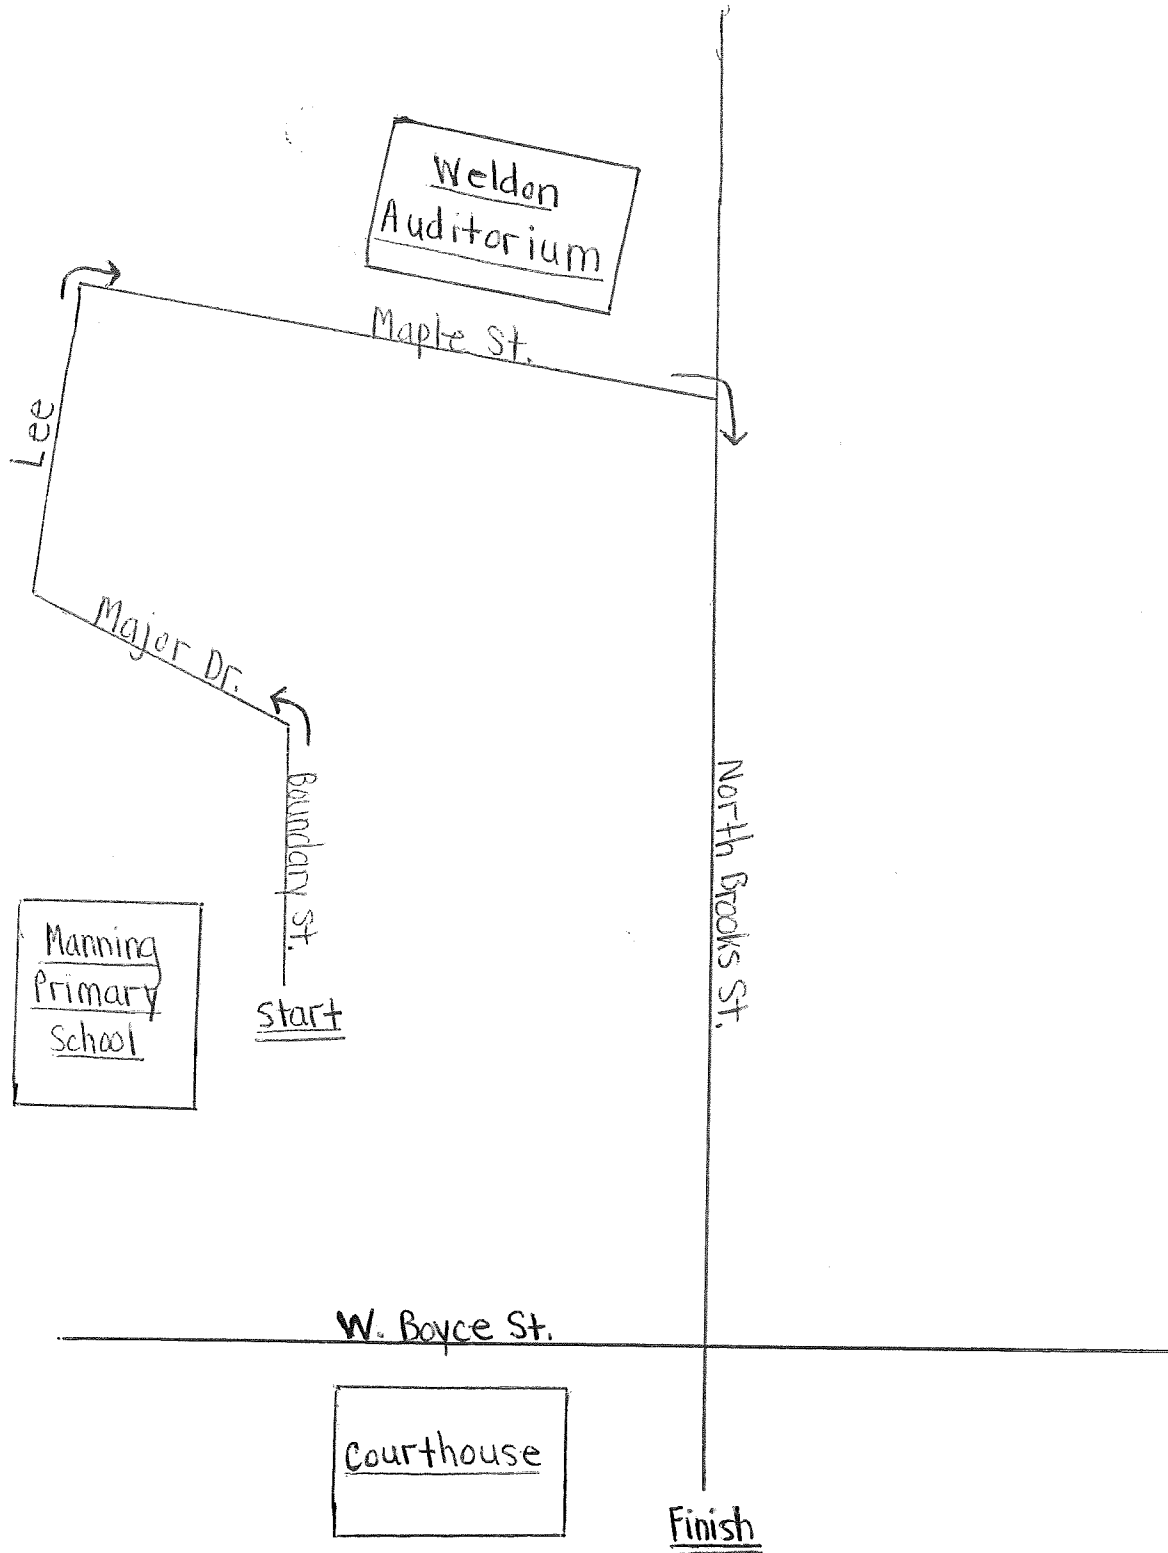 Weldon
Auditorium
Maple St.
Lee
Major Dr.
Boundary St.
North Brooks St.
Manning
Primary
School
Start
W. Boyce St.
Courthouse
Finish